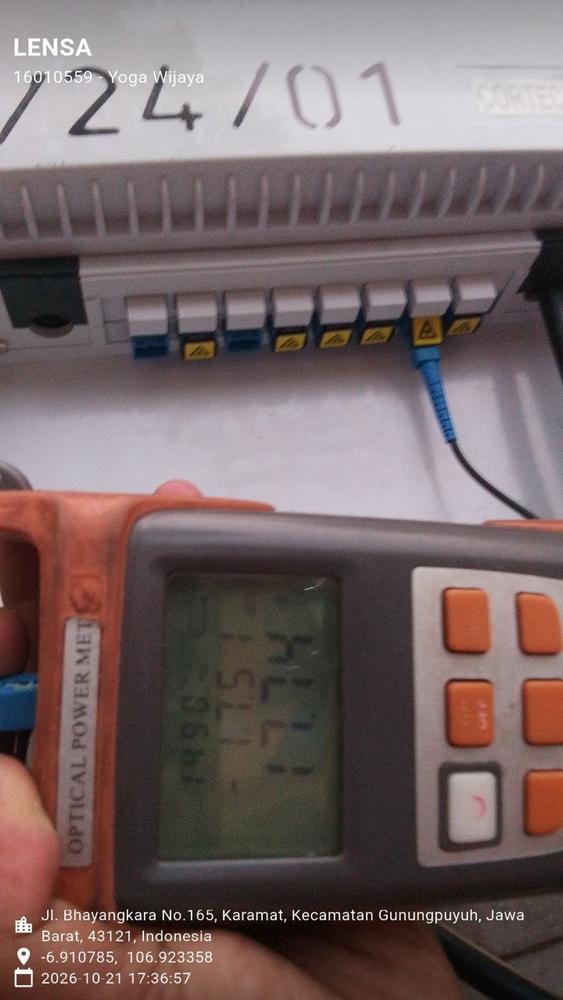 LENSA
16010559 - Yoga Wijaya
/24/01
CORTEC
OPTICAL POWER MET
1490
-17.51
17.74
Jl. Bhayangkara No.165, Karamat, Kecamatan Gunungpuyuh, Jawa
Barat, 43121, Indonesia
-6.910785, 106.923358
2026-10-21 17:36:57